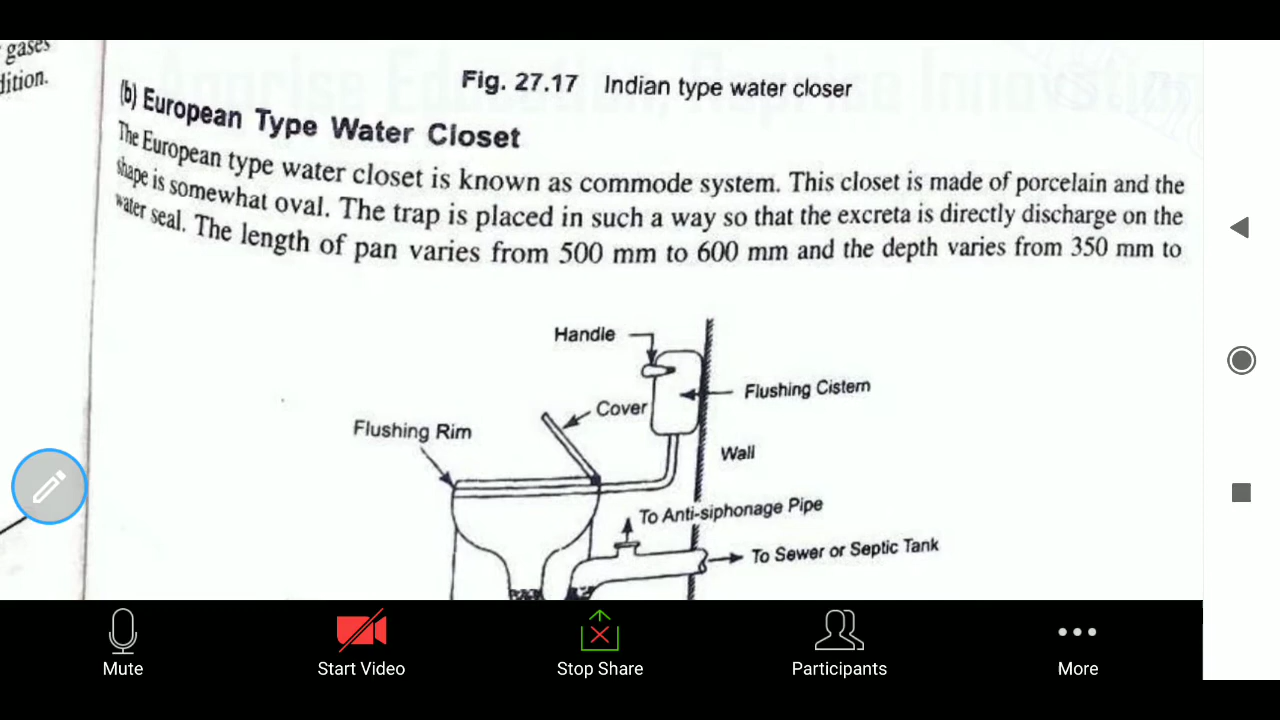 gases
dition.
Fig. 27.17 Indian type water closer
(b) European Type Water Closet
The European type water closet is known as commode system. This closet is made of porcelain and the
shape is somewhat oval. The trap is placed in such a way so that the excreta is directly discharge on the
water seal. The length of pan varies from 500 mm to 600 mm and the depth varies from 350 mm to
Handle
Flushing Cistern
Cover
Flushing Rim
Wall
To Anti-siphonage Pipe
To Sewer or Septic Tank
Mute
Start Video
Stop Share
Participants
More